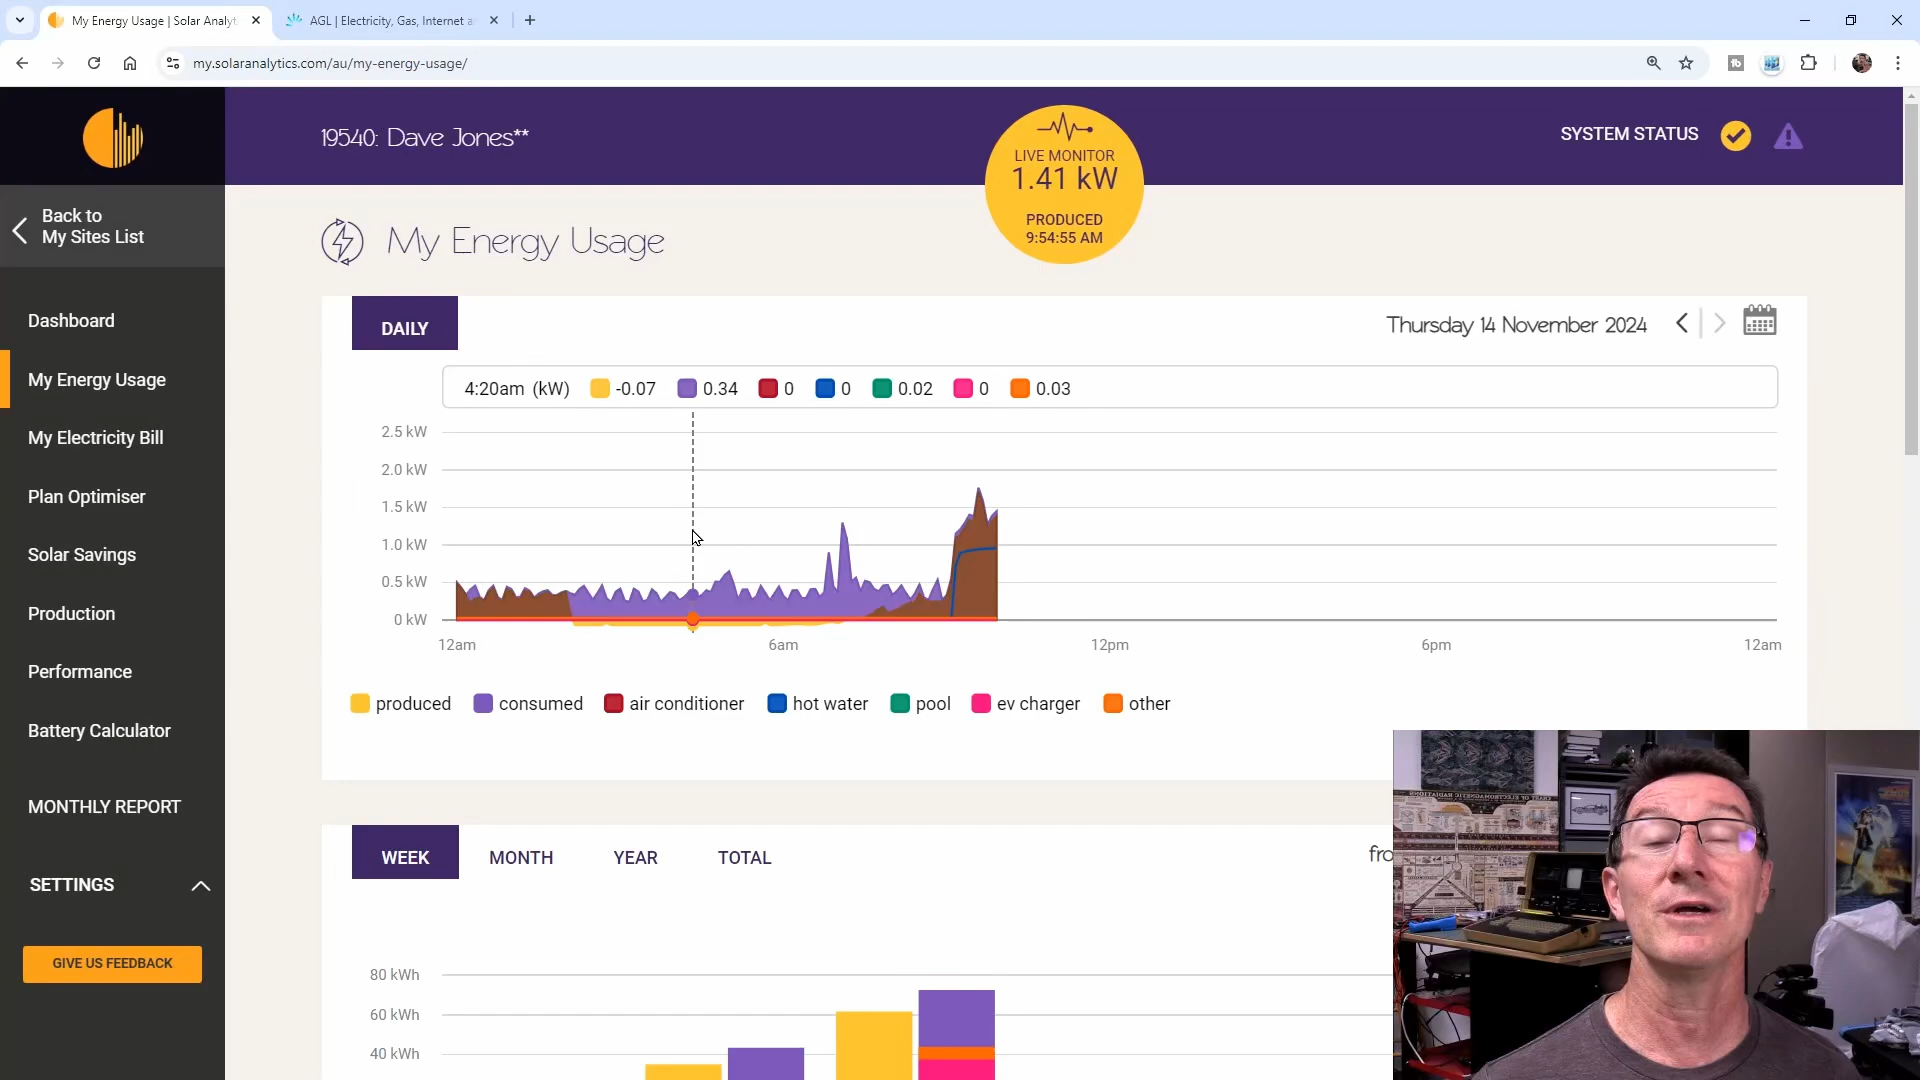 My Energy Usage | Solar Analyt
AGL | Electricity, Gas, Internet a
my.solaranalytics.com/au/my-energy-usage/
19540: Dave Jones**
LIVE MONITOR
1.41 kW
PRODUCED
9:54:55 AM
SYSTEM STATUS
Back to
My Sites List
Dashboard
My Energy Usage
My Electricity Bill
Plan Optimiser
Solar Savings
Production
Performance
Battery Calculator
MONTHLY REPORT
SETTINGS
GIVE US FEEDBACK
My Energy Usage
DAILY
Thursday 14 November 2024
4:20am (kW) -0.07 0.34 0 0 0.02 0 0.03
2.5 kW
2.0 kW
1.5 kW
1.0 kW
0.5 kW
0 kW
12am 6am 12pm 6pm 12am
produced consumed air conditioner hot water pool ev charger other
WEEK MONTH YEAR TOTAL
fro
80 kWh
60 kWh
40 kWh